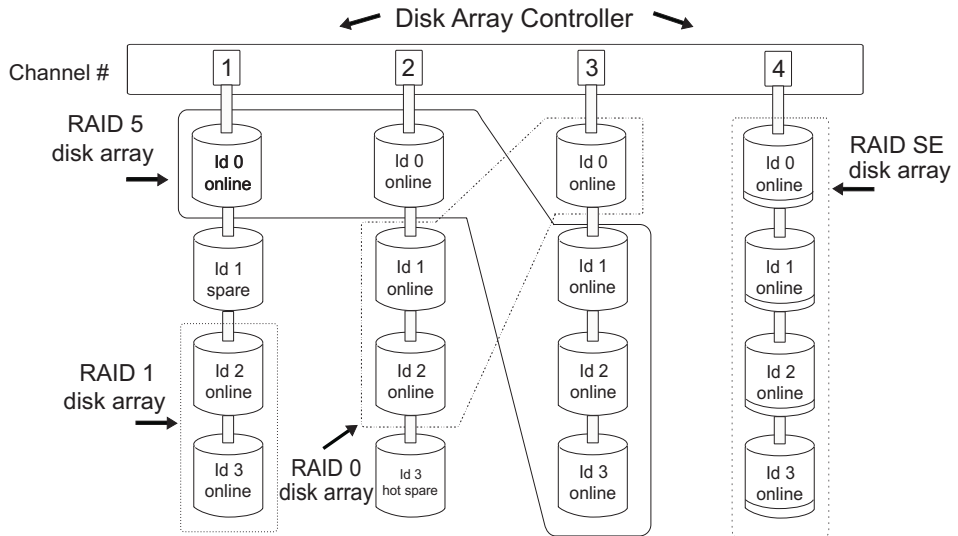 Disk Array Controller
Channel #
1
2
3
4
RAID 5
disk array
Id 0
online
Id 0
online
Id 0
online
Id 0
online
RAID SE
disk array
Id 1
spare
Id 1
online
Id 1
online
Id 1
online
RAID 1
disk array
Id 2
online
Id 2
online
Id 2
online
Id 2
online
RAID 0
disk array
Id 3
online
Id 3
hot spare
Id 3
online
Id 3
online